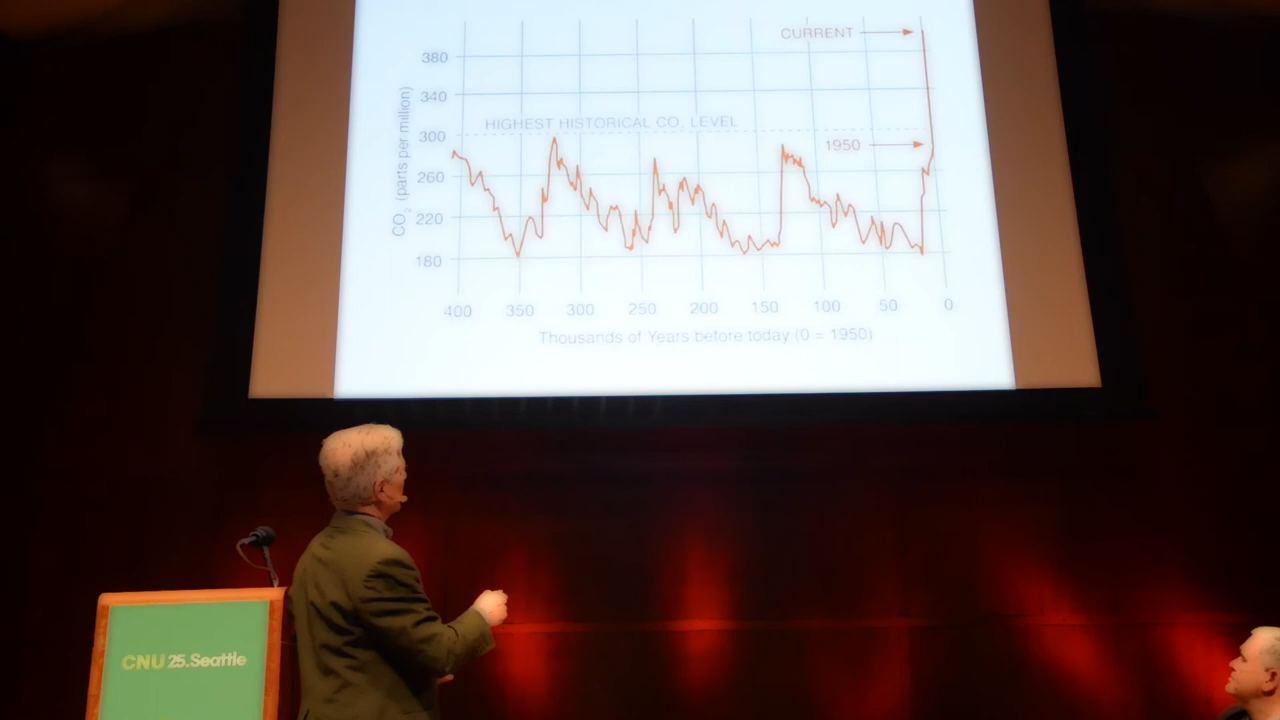 CURRENT
380
340
HIGHEST HISTORICAL CO2 LEVEL
300
1950
260
220
180
CO2 (parts per million)
400 350 300 250 200 150 100 50 0
Thousands of Years before today (0 = 1950)
CNU 25.Seattle